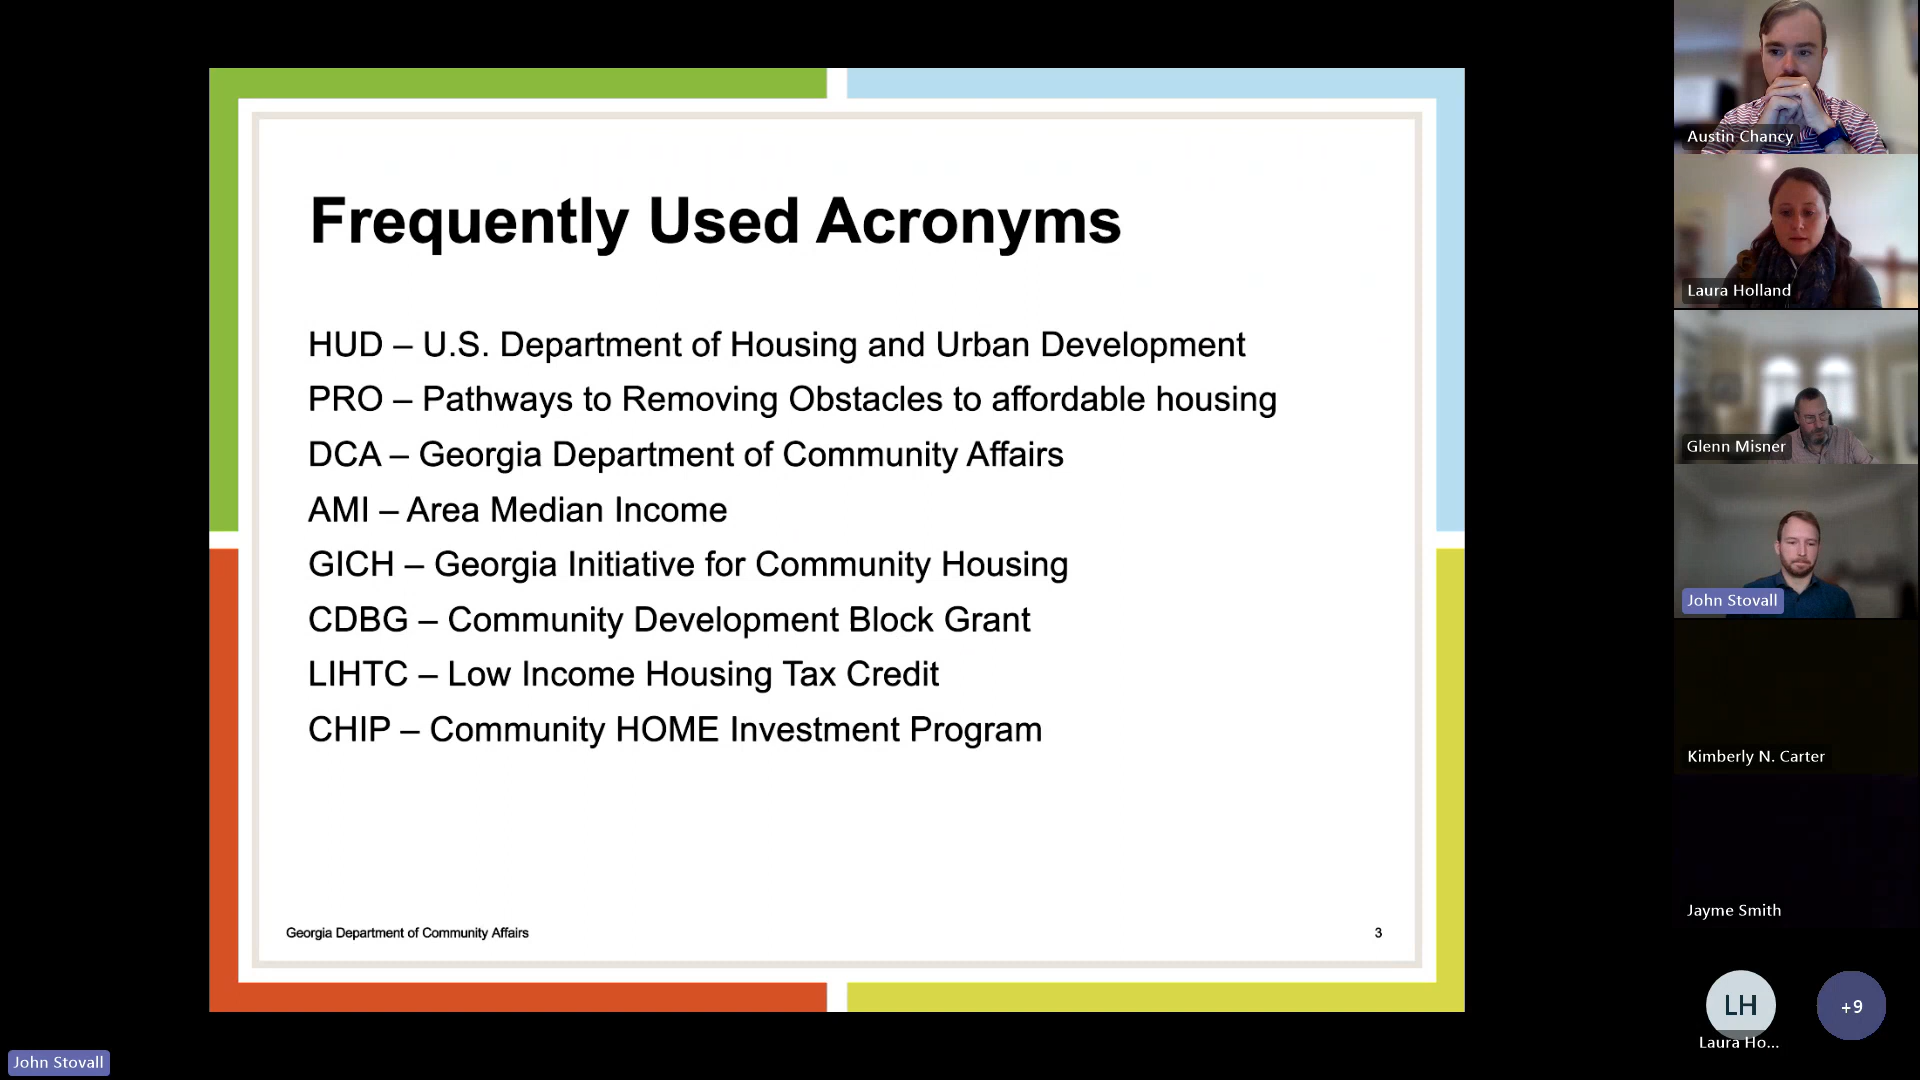 Frequently Used Acronyms
HUD – U.S. Department of Housing and Urban Development
PRO – Pathways to Removing Obstacles to affordable housing
DCA – Georgia Department of Community Affairs
AMI – Area Median Income
GICH – Georgia Initiative for Community Housing
CDBG – Community Development Block Grant
LIHTC – Low Income Housing Tax Credit
CHIP – Community HOME Investment Program
Georgia Department of Community Affairs
3
Austin Chancy
Laura Holland
Glenn Misner
John Stovall
Kimberly N. Carter
Jayme Smith
LH
+9
Laura Ho...
John Stovall